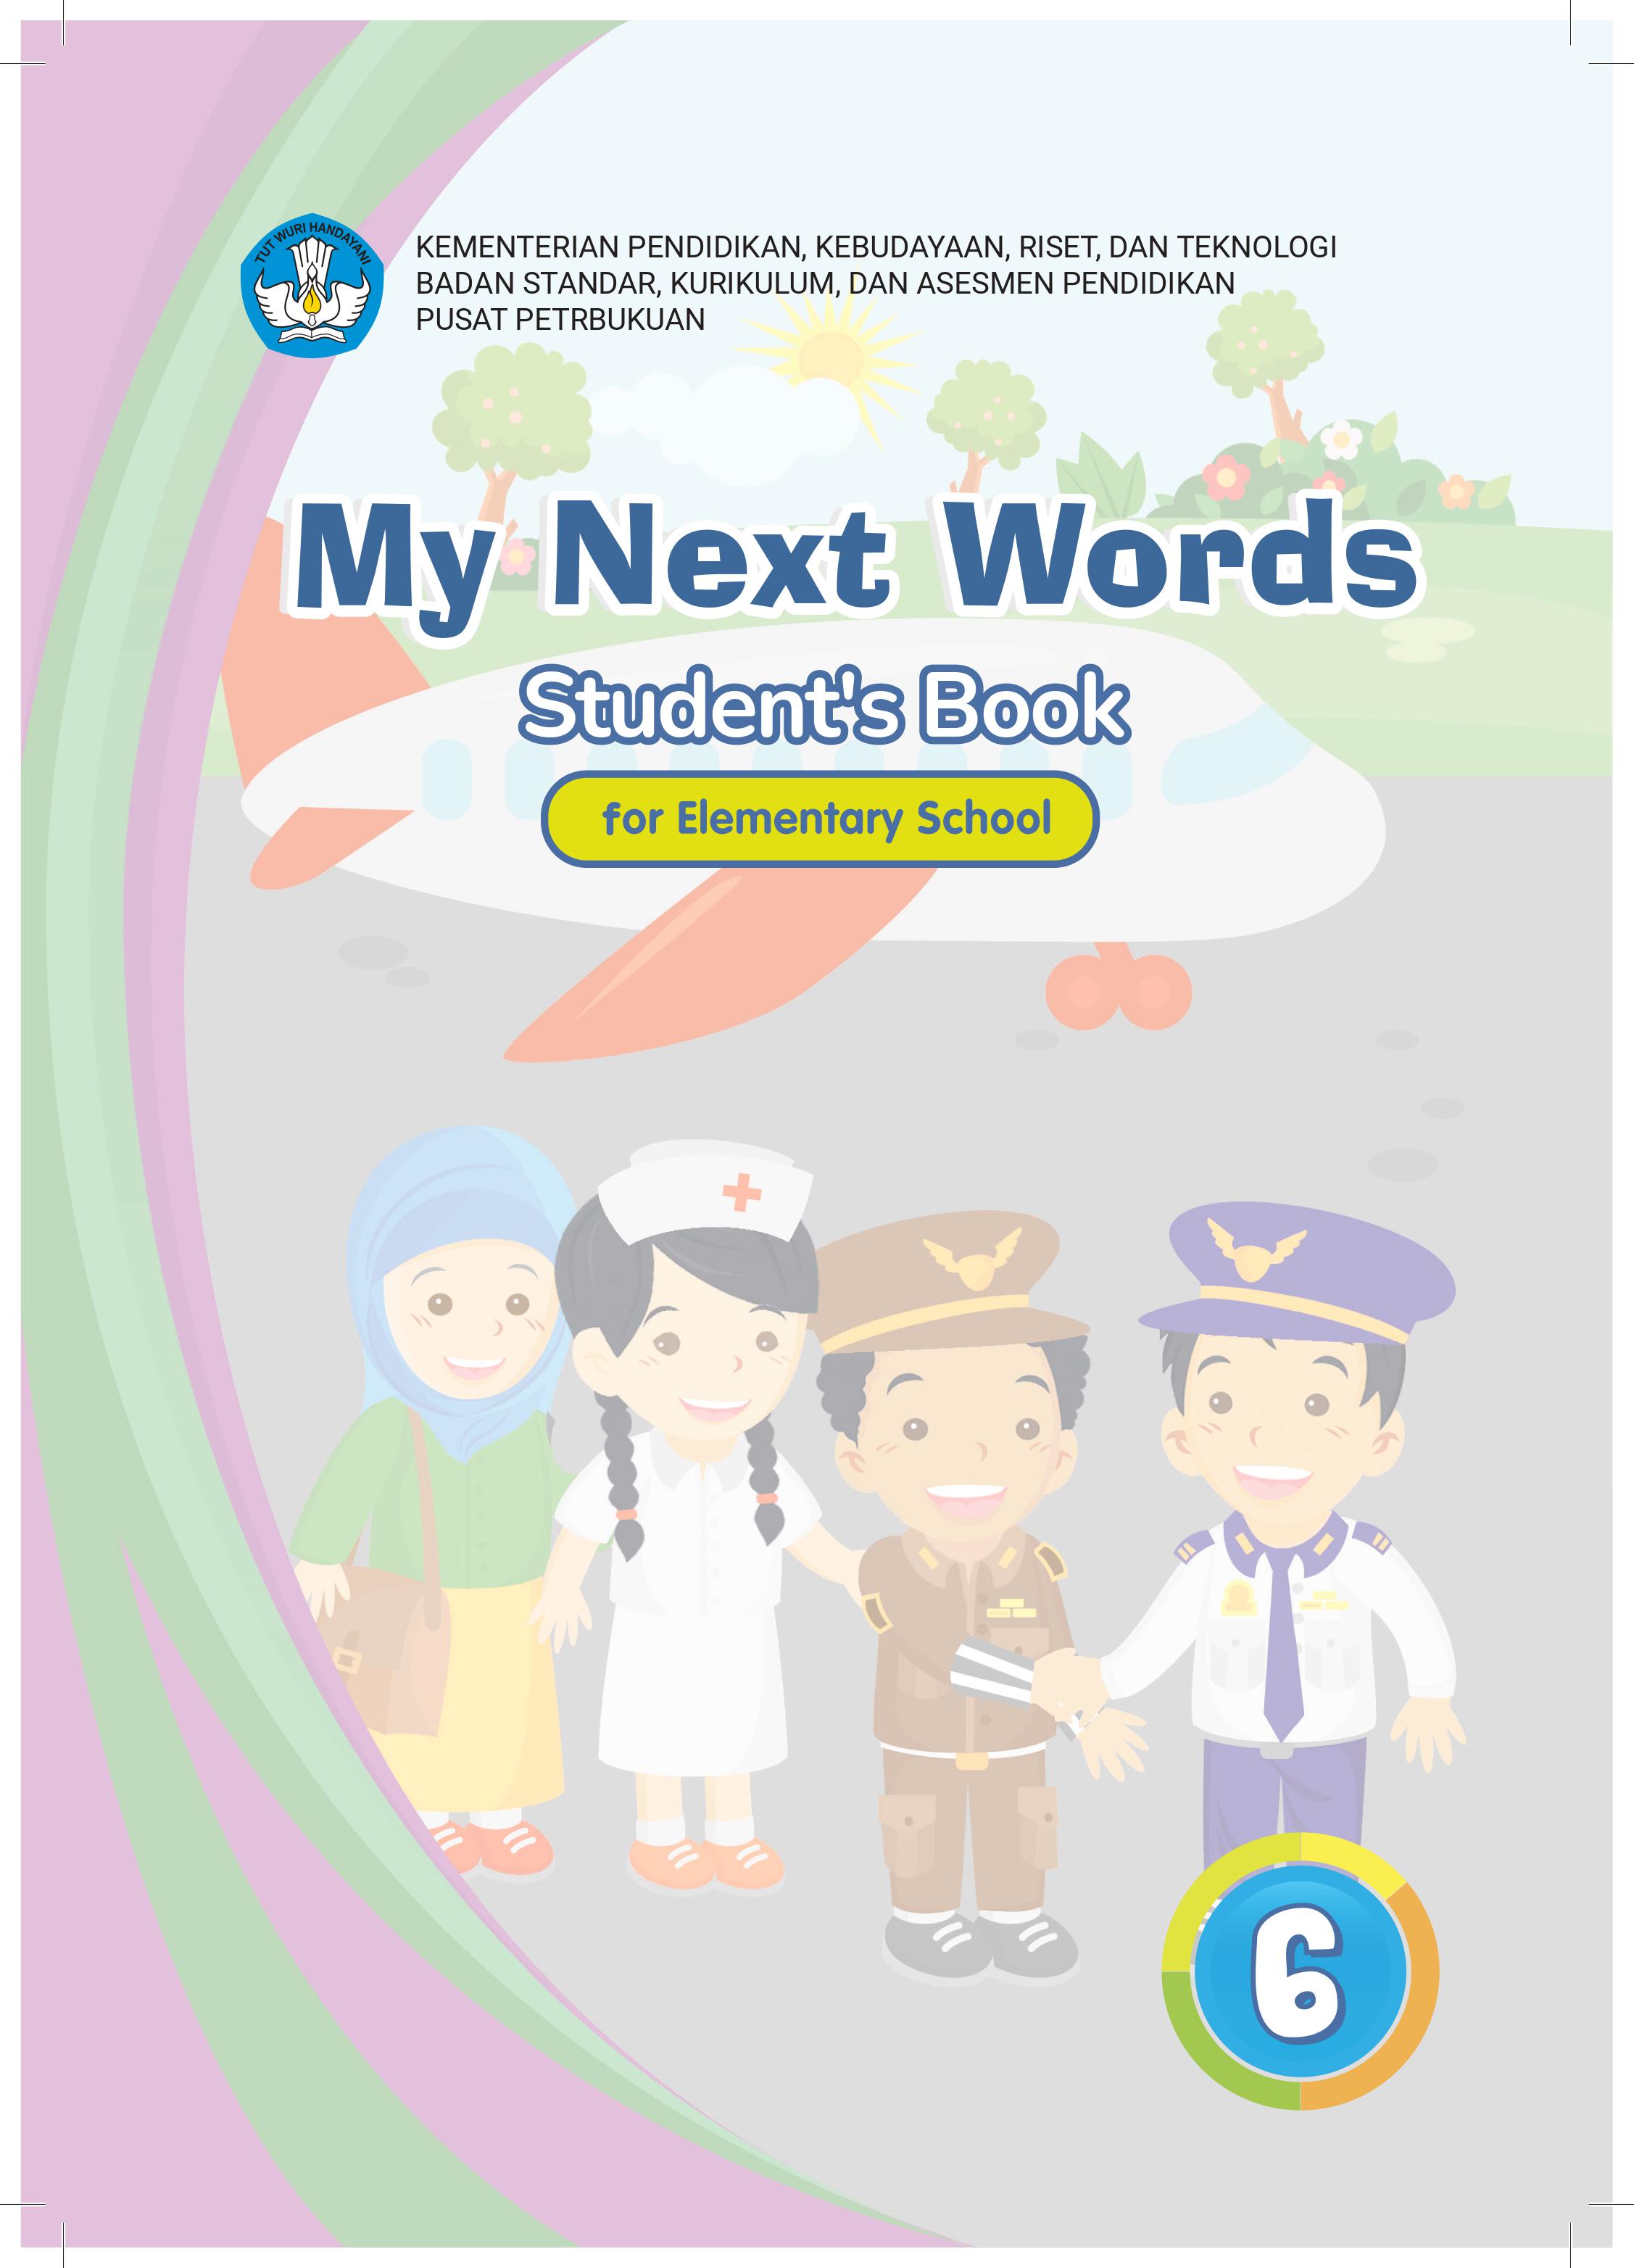 TUT WURI HANDAYANI
KEMENTERIAN PENDIDIKAN, KEBUDAYAAN, RISET, DAN TEKNOLOGI
BADAN STANDAR, KURIKULUM, DAN ASESMEN PENDIDIKAN
PUSAT PETRBUKUAN
My Next Words
Student's Book
for Elementary School
6